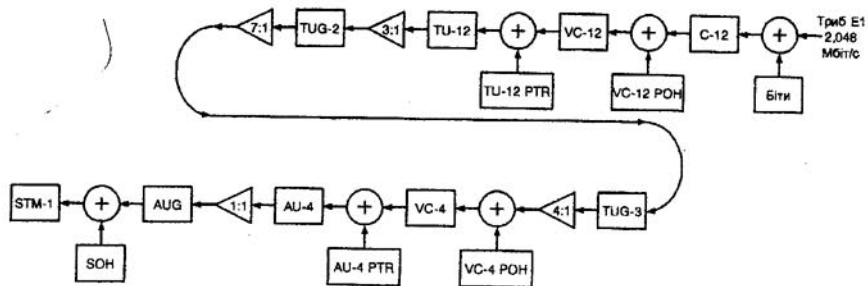 7:1
TUG-2
3:1
TU-12
+
VC-12
+
C-12
+
Триб E1
2,048
Мбіт/с
TU-12 PTR
VC-12 POH
Біти
STM-1
+
AUG
1:1
AU-4
+
VC-4
+
4:1
TUG-3
SOH
AU-4 PTR
VC-4 POH